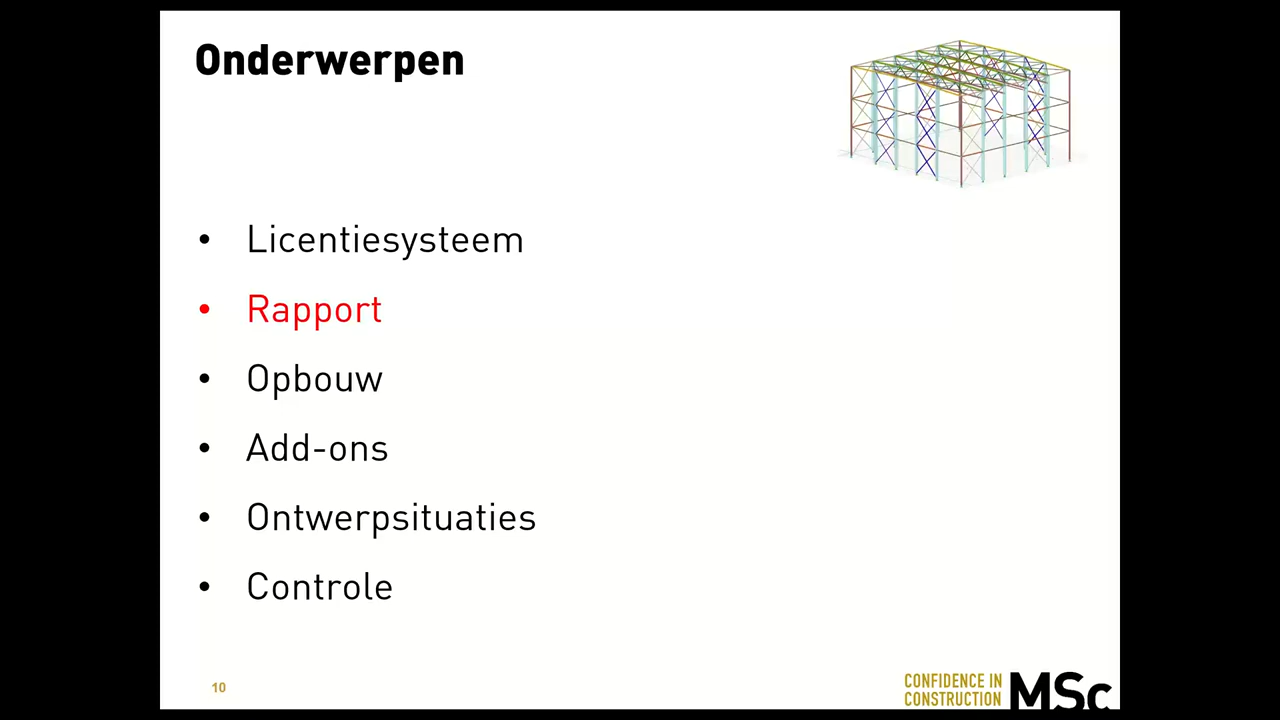 Onderwerpen
• Licentiesysteem
• Rapport
• Opbouw
• Add-ons
• Ontwerpsituaties
• Controle
10
CONFIDENCE IN
CONSTRUCTION
MSc